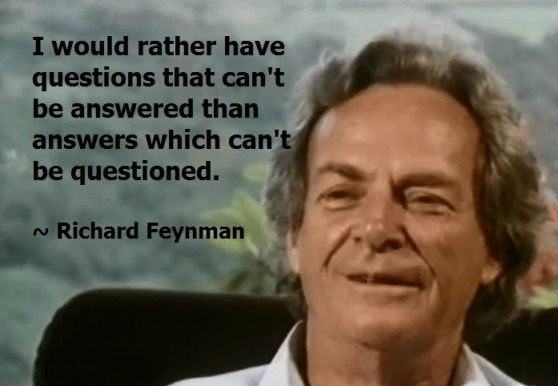 I would rather have
questions that can't
be answered than
answers which can't
be questioned.
~ Richard Feynman